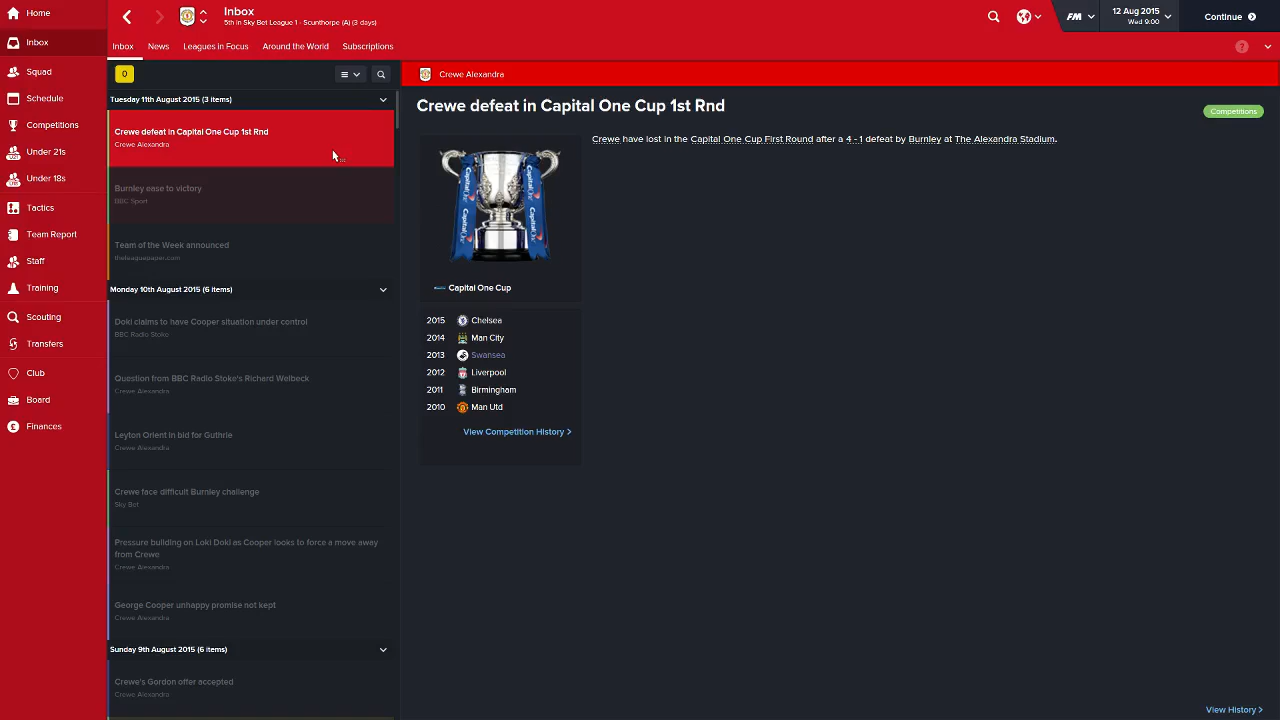 Home
Inbox
Squad
Schedule
Competitions
Under 21s
Under 18s
Tactics
Team Report
Staff
Training
Scouting
Transfers
Club
Board
Finances
Inbox
5th in Sky Bet League 1 - Scunthorpe (A) (3 days)
FM
12 Aug 2015
Wed 9:00
Continue
Inbox News Leagues in Focus Around the World Subscriptions
?
0
Tuesday 11th August 2015 (3 items)
Crewe defeat in Capital One Cup 1st Rnd
Crewe Alexandra
Burnley ease to victory
BBC Sport
Team of the Week announced
theleaguepaper.com
Monday 10th August 2015 (6 items)
Doki claims to have Cooper situation under control
BBC Radio Stoke
Question from BBC Radio Stoke's Richard Welbeck
Crewe Alexandra
Leyton Orient in bid for Guthrie
Crewe Alexandra
Crewe face difficult Burnley challenge
Sky Bet
Pressure building on Loki Doki as Cooper looks to force a move away
from Crewe
Crewe Alexandra
George Cooper unhappy promise not kept
Crewe Alexandra
Sunday 9th August 2015 (6 items)
Crewe's Gordon offer accepted
Crewe Alexandra
Crewe Alexandra
Crewe defeat in Capital One Cup 1st Rnd
Competitions
Crewe have lost in the Capital One Cup First Round after a 4 - 1 defeat by Burnley at The Alexandra Stadium.
Capital One Cup
2015 Chelsea
2014 Man City
2013 Swansea
2012 Liverpool
2011 Birmingham
2010 Man Utd
View Competition History >
View History >